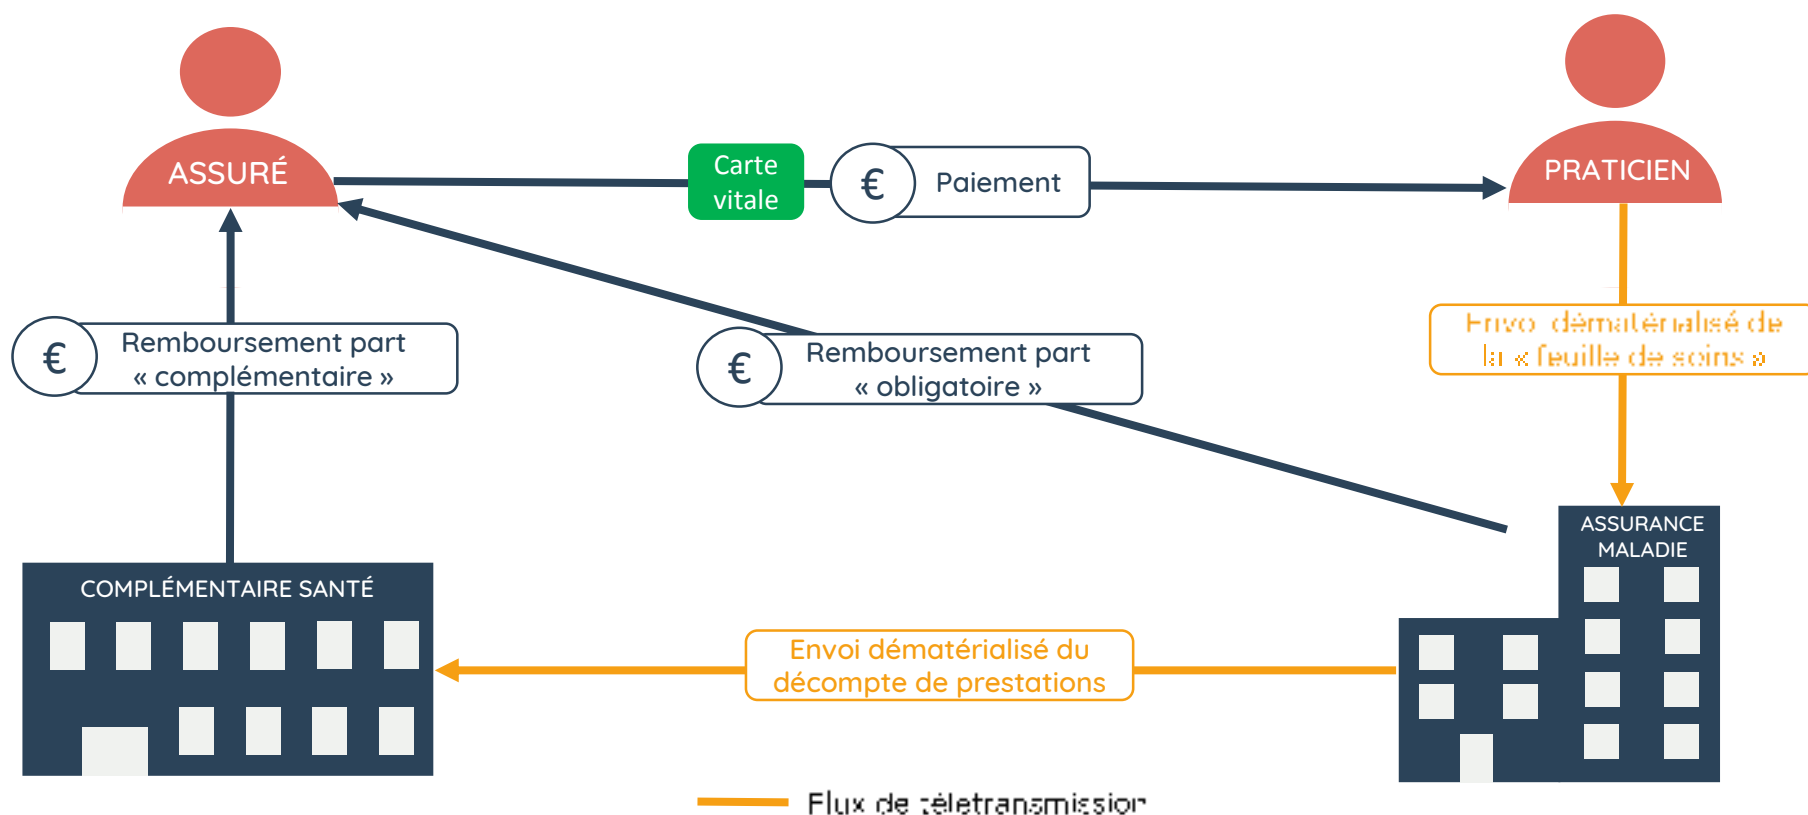 ASSURÉ
Carte
vitale
€ Paiement
PRATICIEN
€ Remboursement part
« complémentaire »
€ Remboursement part
« obligatoire »
Envoi dématérialisé de
la « feuille de soins »
ASSURANCE
MALADIE
COMPLÉMENTAIRE SANTÉ
Envoi dématérialisé du
décompte de prestations
Flux de télétransmission